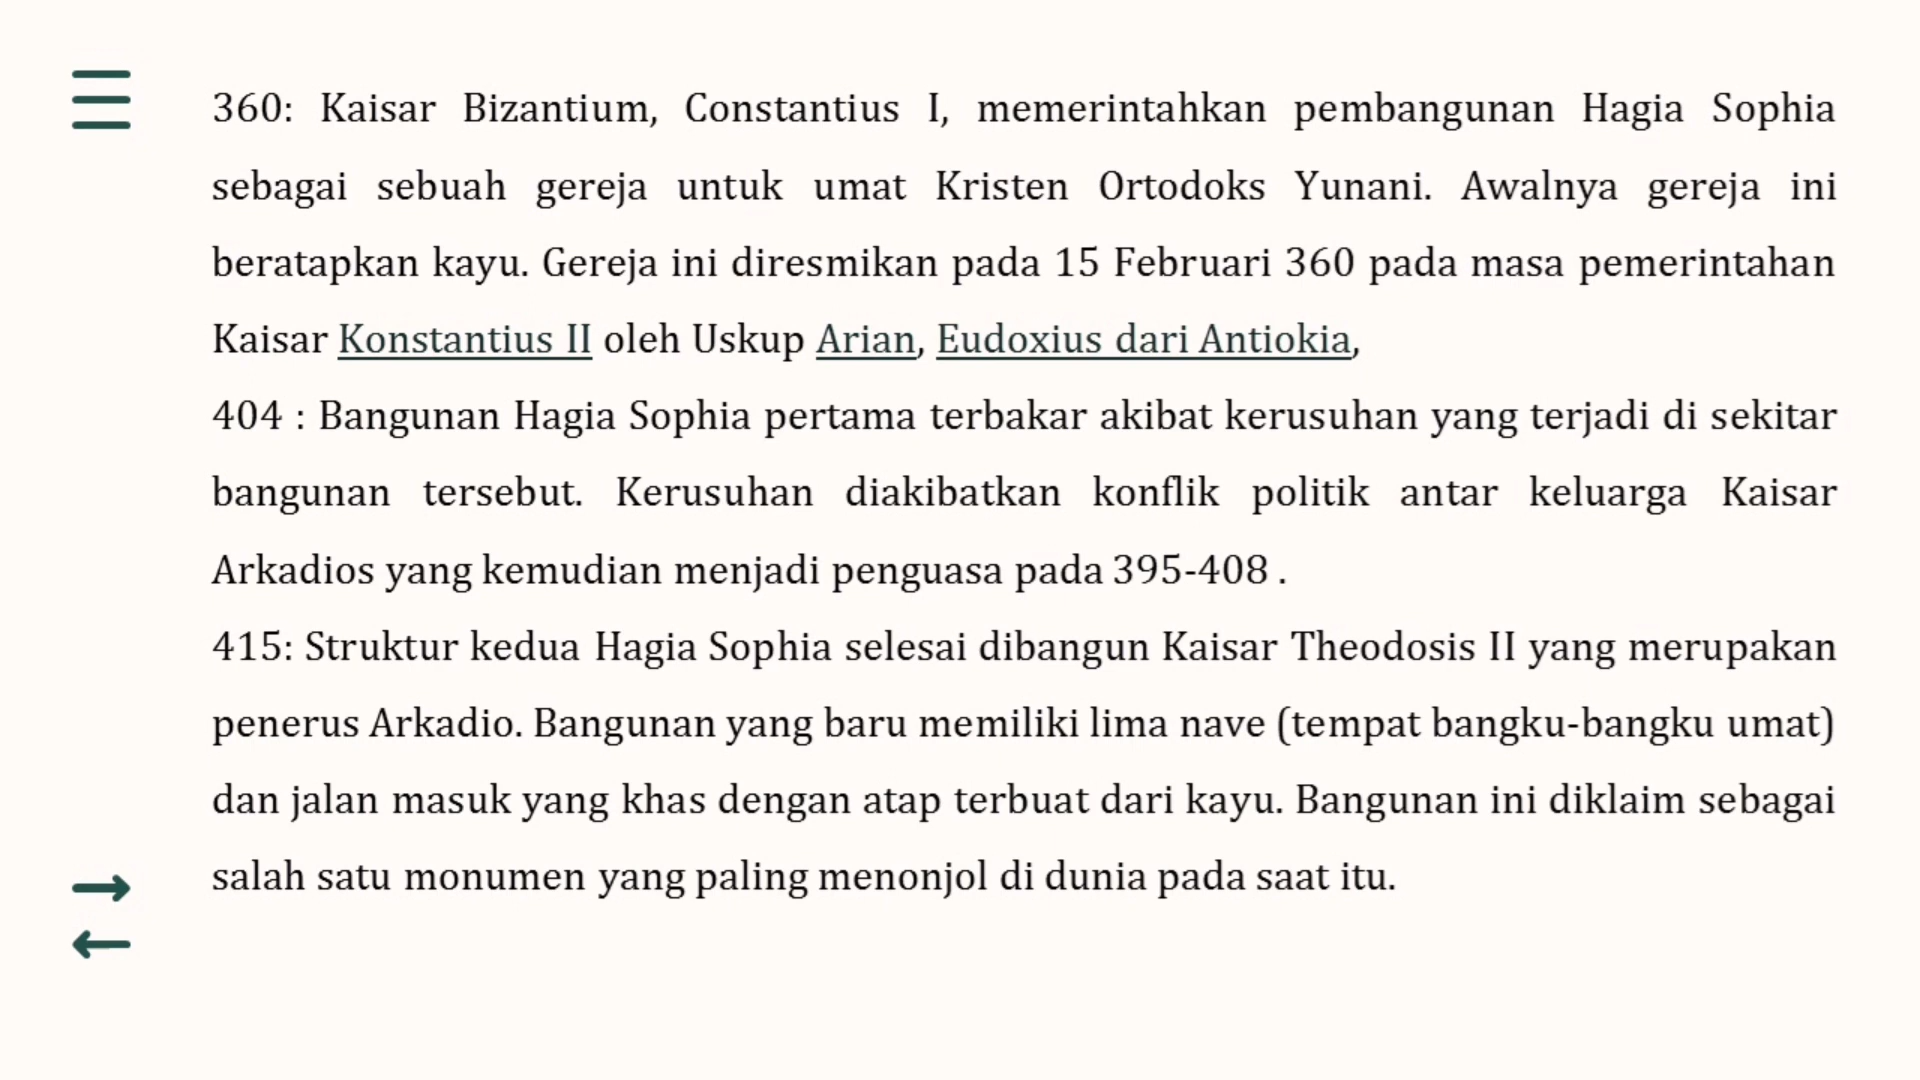 360: Kaisar Bizantium, Constantius I, memerintahkan pembangunan Hagia Sophia
sebagai sebuah gereja untuk umat Kristen Ortodoks Yunani. Awalnya gereja ini
beratapkan kayu. Gereja ini diresmikan pada 15 Februari 360 pada masa pemerintahan
Kaisar Konstantius II oleh Uskup Arian, Eudoxius dari Antiokia,
404 : Bangunan Hagia Sophia pertama terbakar akibat kerusuhan yang terjadi di sekitar
bangunan tersebut. Kerusuhan diakibatkan konflik politik antar keluarga Kaisar
Arkadios yang kemudian menjadi penguasa pada 395-408 .
415: Struktur kedua Hagia Sophia selesai dibangun Kaisar Theodosis II yang merupakan
penerus Arkadio. Bangunan yang baru memiliki lima nave (tempat bangku-bangku umat)
dan jalan masuk yang khas dengan atap terbuat dari kayu. Bangunan ini diklaim sebagai
salah satu monumen yang paling menonjol di dunia pada saat itu.